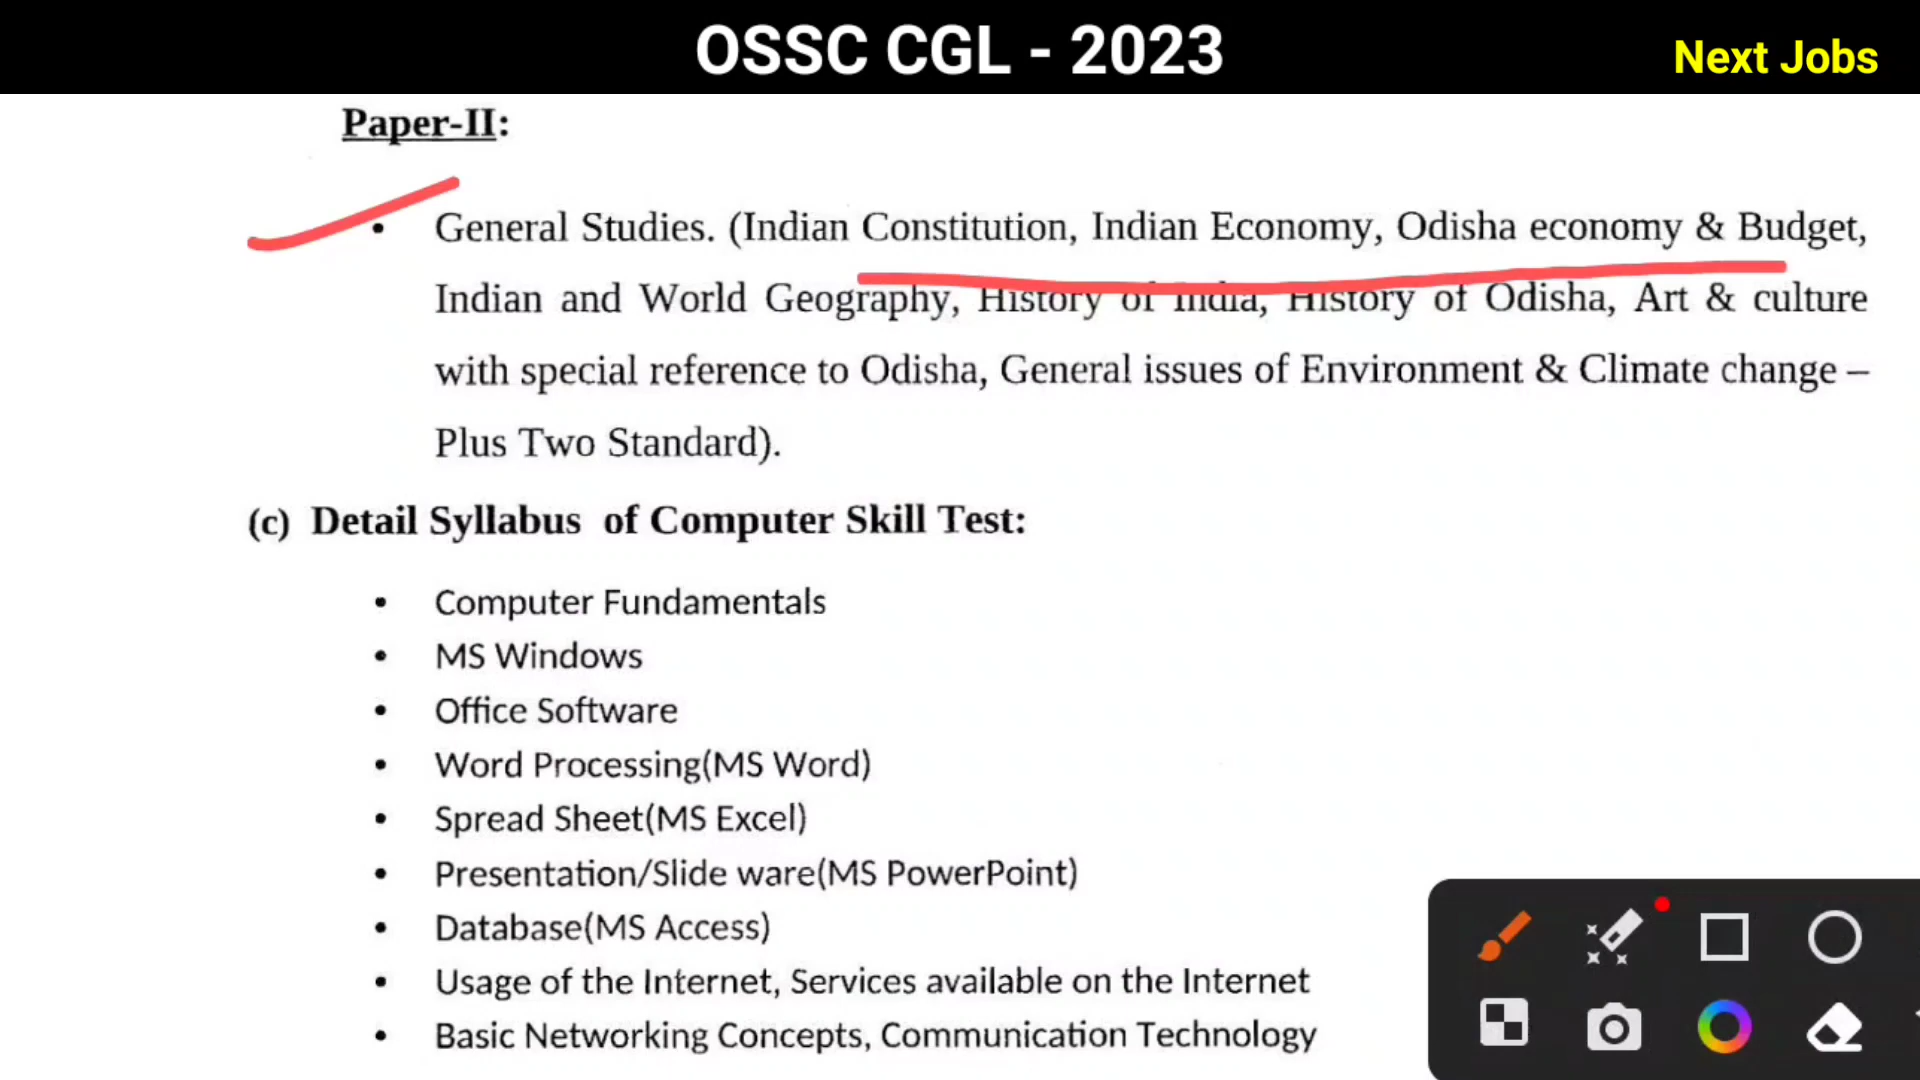 OSSC CGL - 2023
Next Jobs
Paper-II:
• General Studies. (Indian Constitution, Indian Economy, Odisha economy & Budget,
Indian and World Geography, History of India, History of Odisha, Art & culture
with special reference to Odisha, General issues of Environment & Climate change –
Plus Two Standard).
(c) Detail Syllabus of Computer Skill Test:
• Computer Fundamentals
• MS Windows
• Office Software
• Word Processing(MS Word)
• Spread Sheet(MS Excel)
• Presentation/Slide ware(MS PowerPoint)
• Database(MS Access)
• Usage of the Internet, Services available on the Internet
• Basic Networking Concepts, Communication Technology